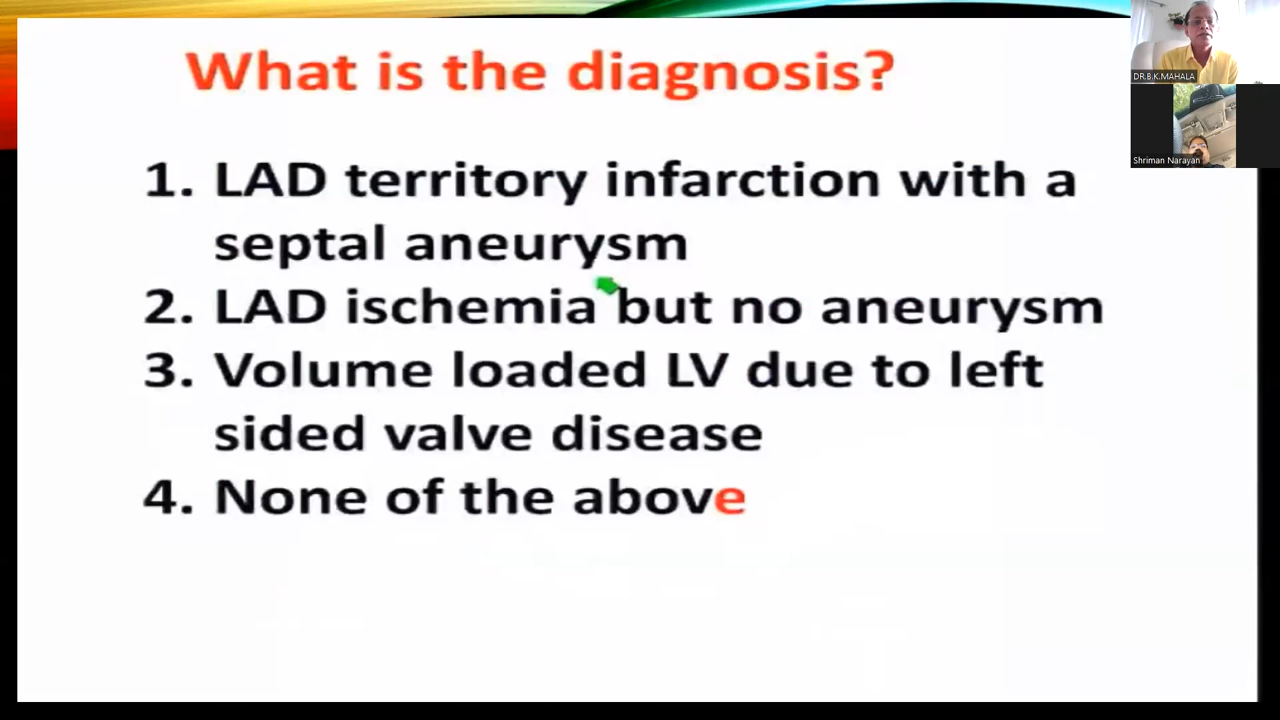 What is the diagnosis?
1. LAD territory infarction with a
septal aneurysm
2. LAD ischemia but no aneurysm
3. Volume loaded LV due to left
sided valve disease
4. None of the above
DR.B.K.MAHALA
Shriman Narayan